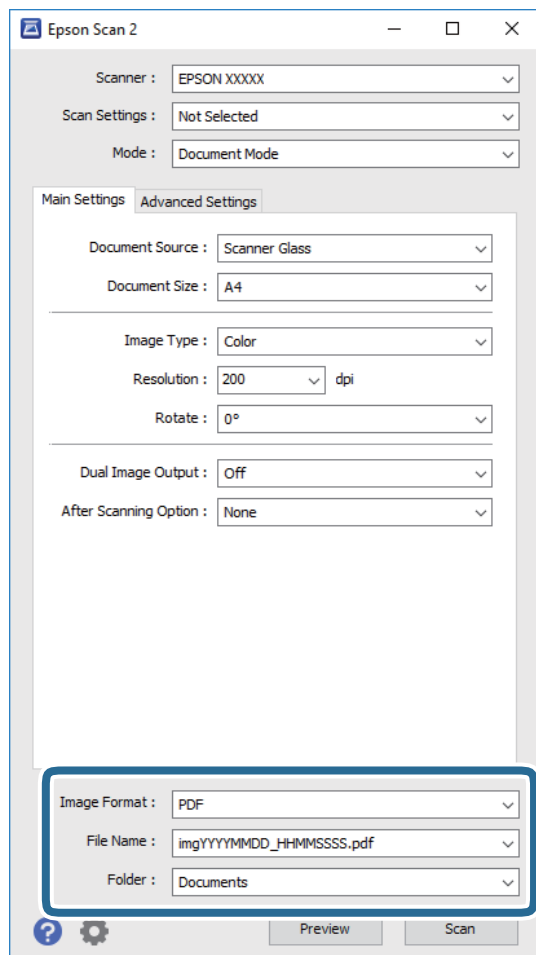 Epson Scan 2
Scanner : EPSON XXXXX
Scan Settings : Not Selected
Mode : Document Mode
Main Settings Advanced Settings
Document Source : Scanner Glass
Document Size : A4
Image Type : Color
Resolution : 200 dpi
Rotate : 0°
Dual Image Output : Off
After Scanning Option : None
Image Format : PDF
File Name : imgYYYYMMDD_HHMMSSSS.pdf
Folder : Documents
? Preview Scan